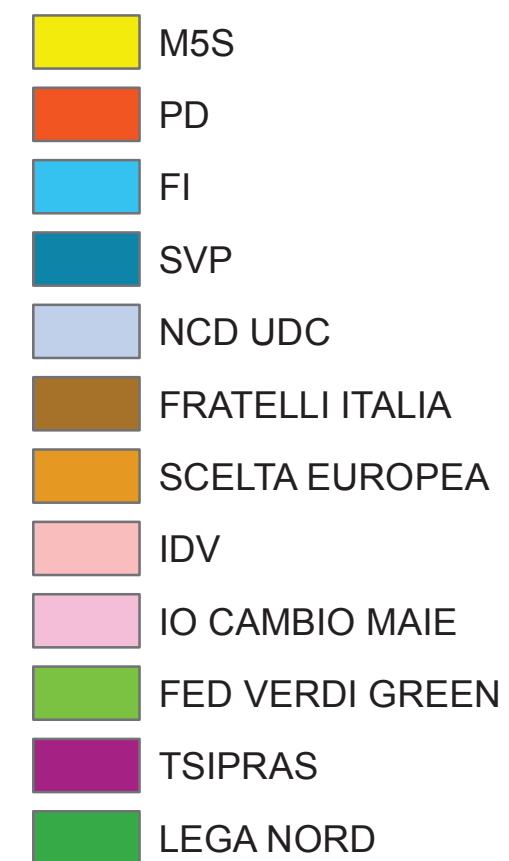 M5S
PD
FI
SVP
NCD UDC
FRATELLI ITALIA
SCELTA EUROPEA
IDV
IO CAMBIO MAIE
FED VERDI GREEN
TSIPRAS
LEGA NORD